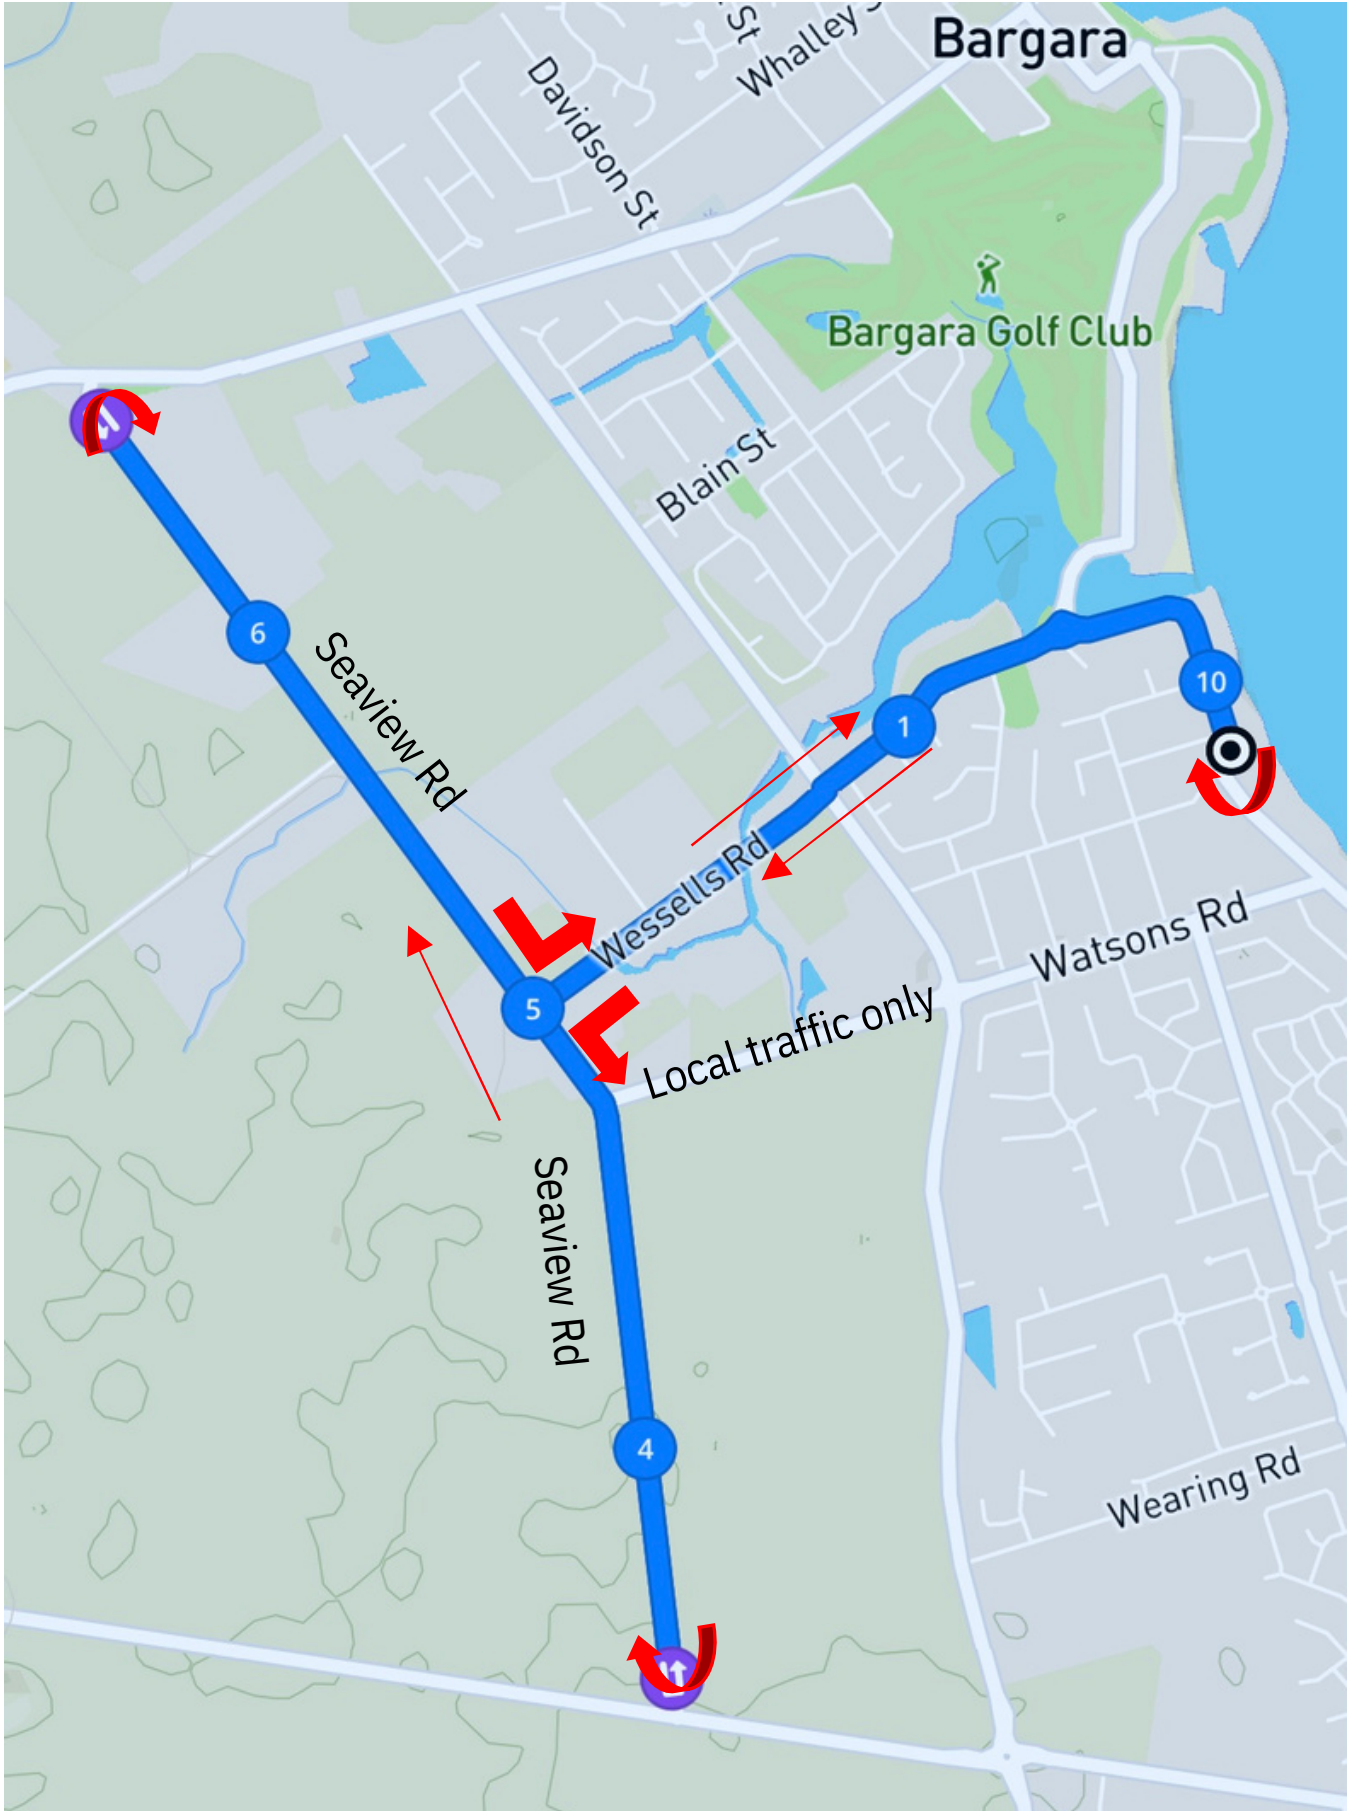 Bargara
St
Whalley S
Davidson St
Bargara Golf Club
Blain St
6
Seaview Rd
10
1
Wessells Rd
Watsons Rd
5
Local traffic only
Seaview Rd
4
Wearing Rd